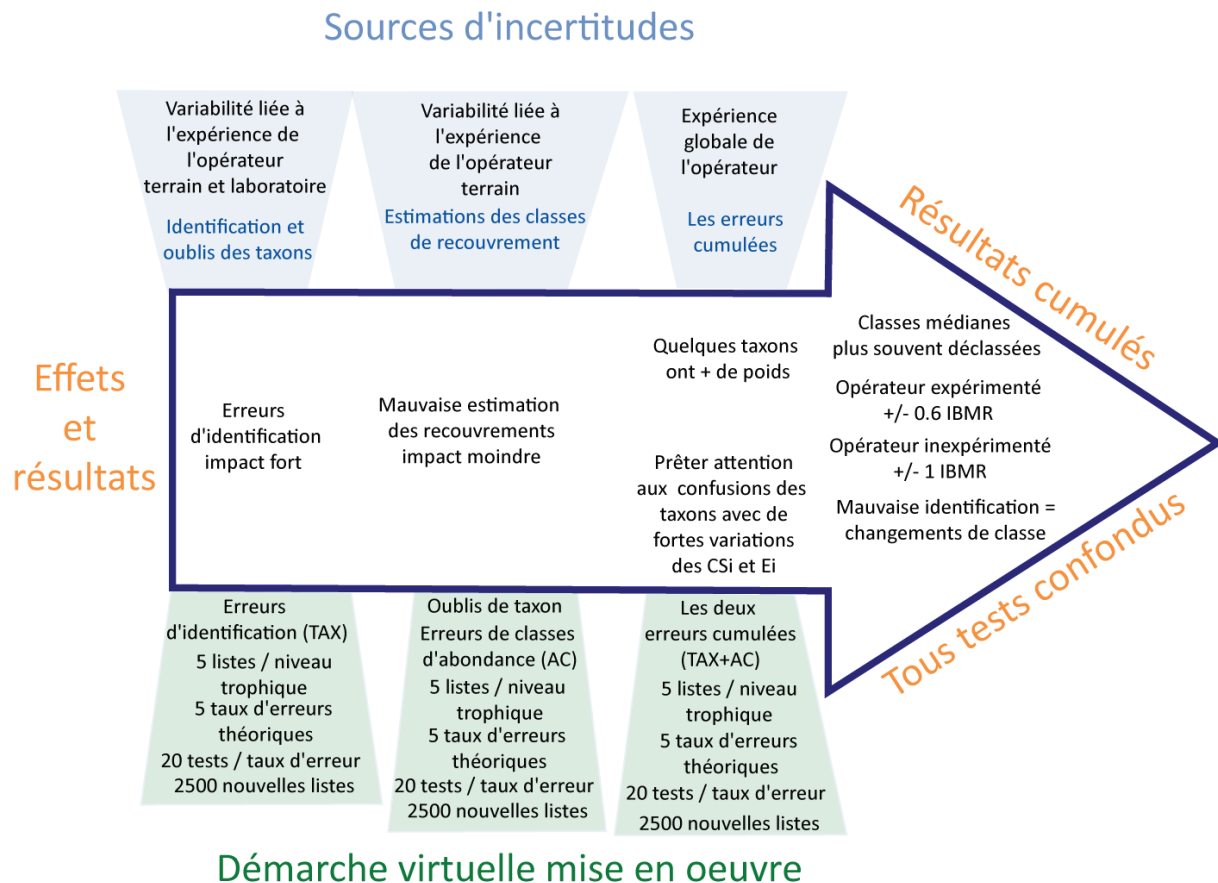 Sources d'incertitudes
Variabilité liée à
l'expérience de
l'opérateur
terrain et laboratoire
Identification et
oublis des taxons
Variabilité liée à
l'expérience
de l'opérateur
terrain
Estimations des classes
de recouvrement
Expérience
globale de
l'opérateur
Les erreurs
cumulées
Effets
et
résultats
Erreurs
d'identification
impact fort
Mauvaise estimation
des recouvrements
impact moindre
Quelques taxons
ont + de poids
Prêter attention
aux confusions des
taxons avec de
fortes variations
des CSi et Ei
Classes médianes
plus souvent déclassées
Opérateur expérimenté
+/- 0.6 IBMR
Opérateur inexpérimenté
+/- 1 IBMR
Mauvaise identification =
changements de classe
Résultats cumulés
Tous tests confondus
Erreurs
d'identification (TAX)
5 listes / niveau
trophique
5 taux d'erreurs
théoriques
20 tests / taux d'erreur
2500 nouvelles listes
Oublis de taxon
Erreurs de classes
d'abondance (AC)
5 listes / niveau
trophique
5 taux d'erreurs
théoriques
20 tests / taux d'erreur
2500 nouvelles listes
Les deux
erreurs cumulées
(TAX+AC)
5 listes / niveau
trophique
5 taux d'erreurs
théoriques
20 tests / taux d'erreur
2500 nouvelles listes
Démarche virtuelle mise en oeuvre